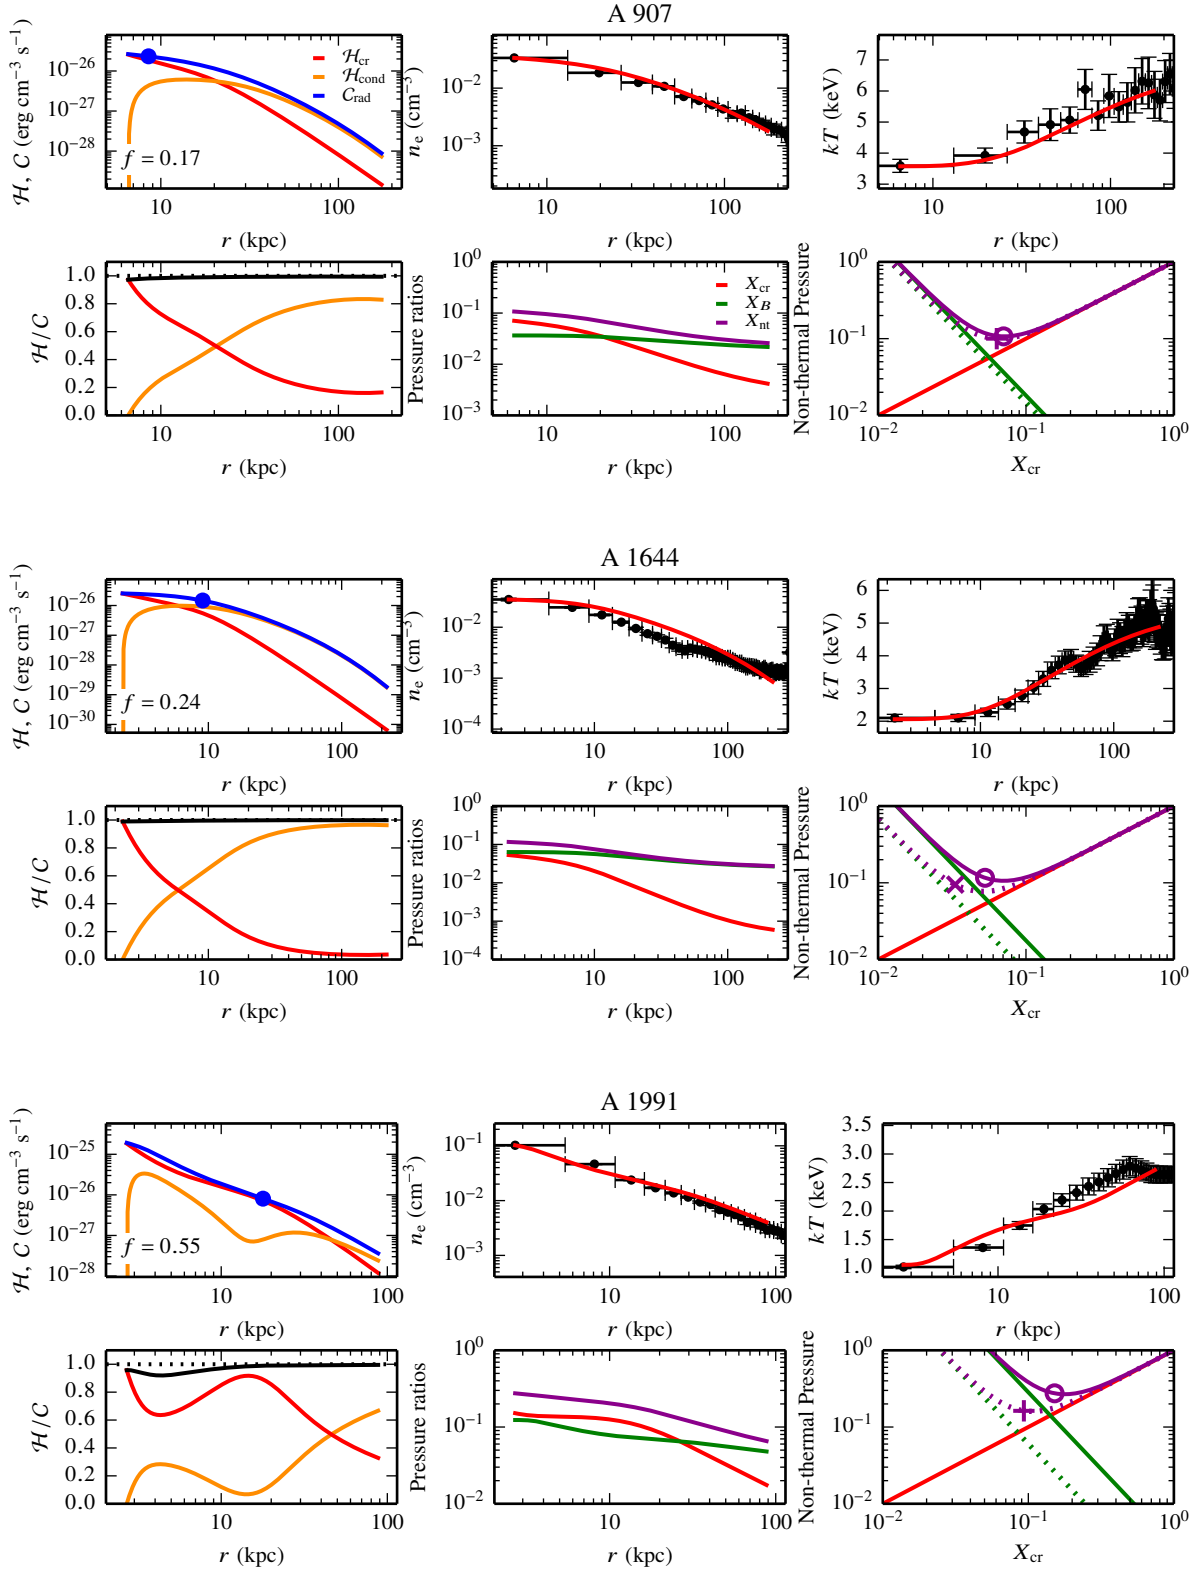 A 907
ℋ, 𝒞 (erg cm⁻³ s⁻¹)
10⁻²⁶
10⁻²⁷
10⁻²⁸
ℋcr
ℋcond
𝒞rad
f = 0.17
10 100
r (kpc)
nₑ (cm⁻³)
10⁻²
10⁻³
10 100
r (kpc)
kT (keV)
7
6
5
4
3
10 100
r (kpc)
ℋ/𝒞
1.0
0.8
0.6
0.4
0.2
0.0
10 100
r (kpc)
Pressure ratios
10⁰
10⁻¹
10⁻²
10⁻³
Xcr
X_B
Xnt
10 100
r (kpc)
Non-thermal Pressure
10⁰
10⁻¹
10⁻²
10⁻² 10⁻¹ 10⁰
Xcr
A 1644
ℋ, 𝒞 (erg cm⁻³ s⁻¹)
10⁻²⁶
10⁻²⁷
10⁻²⁸
10⁻²⁹
10⁻³⁰
f = 0.24
10 100
r (kpc)
nₑ (cm⁻³)
10⁻²
10⁻³
10⁻⁴
10 100
r (kpc)
kT (keV)
6
5
4
3
2
10 100
r (kpc)
ℋ/𝒞
1.0
0.8
0.6
0.4
0.2
0.0
10 100
r (kpc)
Pressure ratios
10⁰
10⁻¹
10⁻²
10⁻³
10⁻⁴
10 100
r (kpc)
Non-thermal Pressure
10⁰
10⁻¹
10⁻²
10⁻² 10⁻¹ 10⁰
Xcr
A 1991
ℋ, 𝒞 (erg cm⁻³ s⁻¹)
10⁻²⁵
10⁻²⁶
10⁻²⁷
10⁻²⁸
f = 0.55
10 100
r (kpc)
nₑ (cm⁻³)
10⁻¹
10⁻²
10⁻³
10 100
r (kpc)
kT (keV)
3.5
3.0
2.5
2.0
1.5
1.0
10 100
r (kpc)
ℋ/𝒞
1.0
0.8
0.6
0.4
0.2
0.0
10 100
r (kpc)
Pressure ratios
10⁰
10⁻¹
10⁻²
10 100
r (kpc)
Non-thermal Pressure
10⁰
10⁻¹
10⁻²
10⁻² 10⁻¹ 10⁰
Xcr